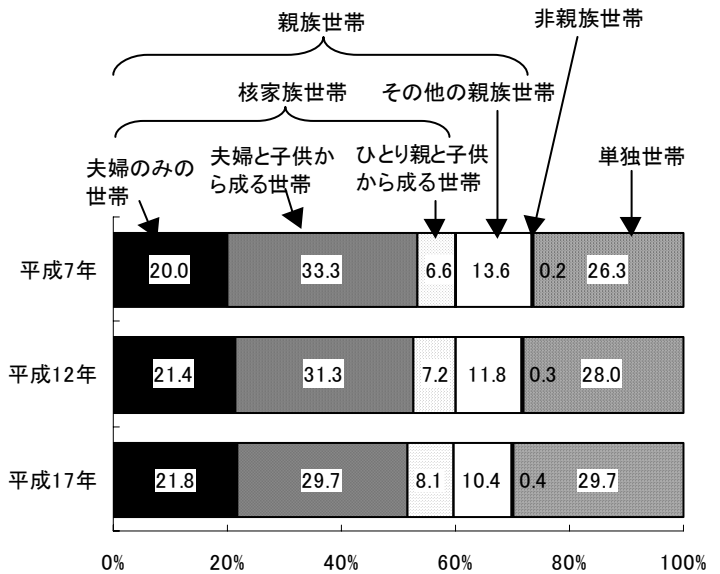 親族世帯
非親族世帯
核家族世帯
その他の親族世帯
夫婦のみの
世帯
夫婦と子供か
ら成る世帯
ひとり親と子供
から成る世帯
単独世帯
平成7年 20.0 33.3 6.6 13.6 0.2 26.3
平成12年 21.4 31.3 7.2 11.8 0.3 28.0
平成17年 21.8 29.7 8.1 10.4 0.4 29.7
0% 20% 40% 60% 80% 100%